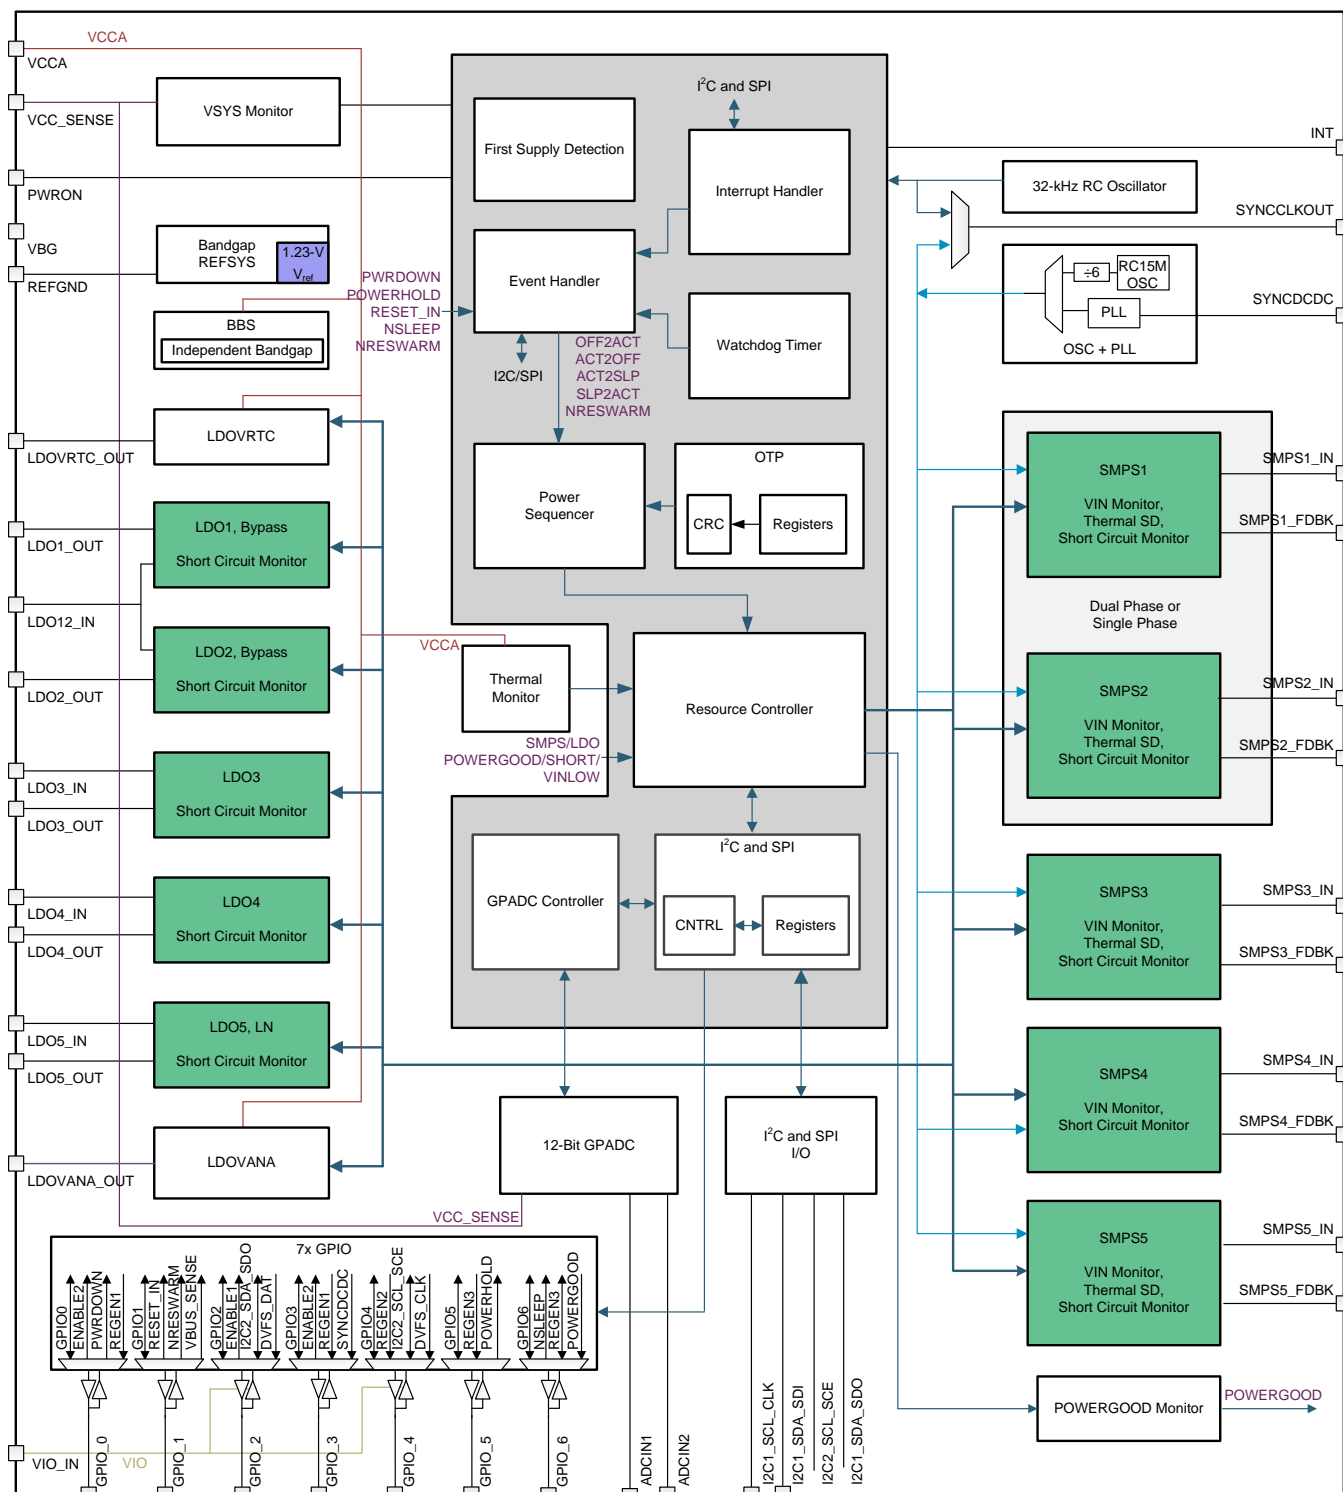 VCCA
VCCA
VCC_SENSE
VSYS Monitor
PWRON
VBG
REFGND
Bandgap
REFSYS
1.23-V
Vref
BBS
Independent Bandgap
LDOVRTC
LDOVRTC_OUT
LDO1, Bypass
Short Circuit Monitor
LDO1_OUT
LDO12_IN
LDO2, Bypass
Short Circuit Monitor
LDO2_OUT
LDO3
Short Circuit Monitor
LDO3_IN
LDO3_OUT
LDO4
Short Circuit Monitor
LDO4_IN
LDO4_OUT
LDO5, LN
Short Circuit Monitor
LDO5_IN
LDO5_OUT
LDOVANA
LDOVANA_OUT
First Supply Detection
I²C and SPI
Interrupt Handler
Event Handler
PWRDOWN
POWERHOLD
RESET_IN
NSLEEP
NRESWARM
I2C/SPI
OFF2ACT
ACT2OFF
ACT2SLP
SLP2ACT
NRESWARM
Watchdog Timer
Power
Sequencer
OTP
CRC
Registers
VCCA
Thermal
Monitor
Resource Controller
SMPS/LDO
POWERGOOD/SHORT/
VINLOW
GPADC Controller
I²C and SPI
CNTRL
Registers
12-Bit GPADC
I²C and SPI
I/O
VCC_SENSE
INT
32-kHz RC Oscillator
SYNCCLKOUT
÷6
RC15M
OSC
PLL
OSC + PLL
SYNCDCDC
SMPS1
VIN Monitor,
Thermal SD,
Short Circuit Monitor
SMPS1_IN
SMPS1_FDBK
Dual Phase or
Single Phase
SMPS2
VIN Monitor,
Thermal SD,
Short Circuit Monitor
SMPS2_IN
SMPS2_FDBK
SMPS3
VIN Monitor,
Thermal SD,
Short Circuit Monitor
SMPS3_IN
SMPS3_FDBK
SMPS4
VIN Monitor,
Short Circuit Monitor
SMPS4_IN
SMPS4_FDBK
SMPS5
VIN Monitor,
Thermal SD,
Short Circuit Monitor
SMPS5_IN
SMPS5_FDBK
POWERGOOD Monitor
POWERGOOD
7x GPIO
GPIO0
ENABLE2
PWRDOWN
REGEN1
GPIO1
RESET_IN
NRESWARM
VBUS_SENSE
GPIO2
ENABLE1
I2C2_SDA_SDO
DVFS_DAT
GPIO3
ENABLE2
REGEN1
SYNCDCDC
GPIO4
REGEN2
I2C2_SCL_SCE
DVFS_CLK
GPIO5
REGEN3
POWERHOLD
GPIO6
NSLEEP
REGEN3
POWERGOOD
VIO_IN
VIO
GPIO_0
GPIO_1
GPIO_2
GPIO_3
GPIO_4
GPIO_5
GPIO_6
ADCIN1
ADCIN2
I2C1_SCL_CLK
I2C1_SDA_SDI
I2C2_SCL_SCE
I2C1_SDA_SDO